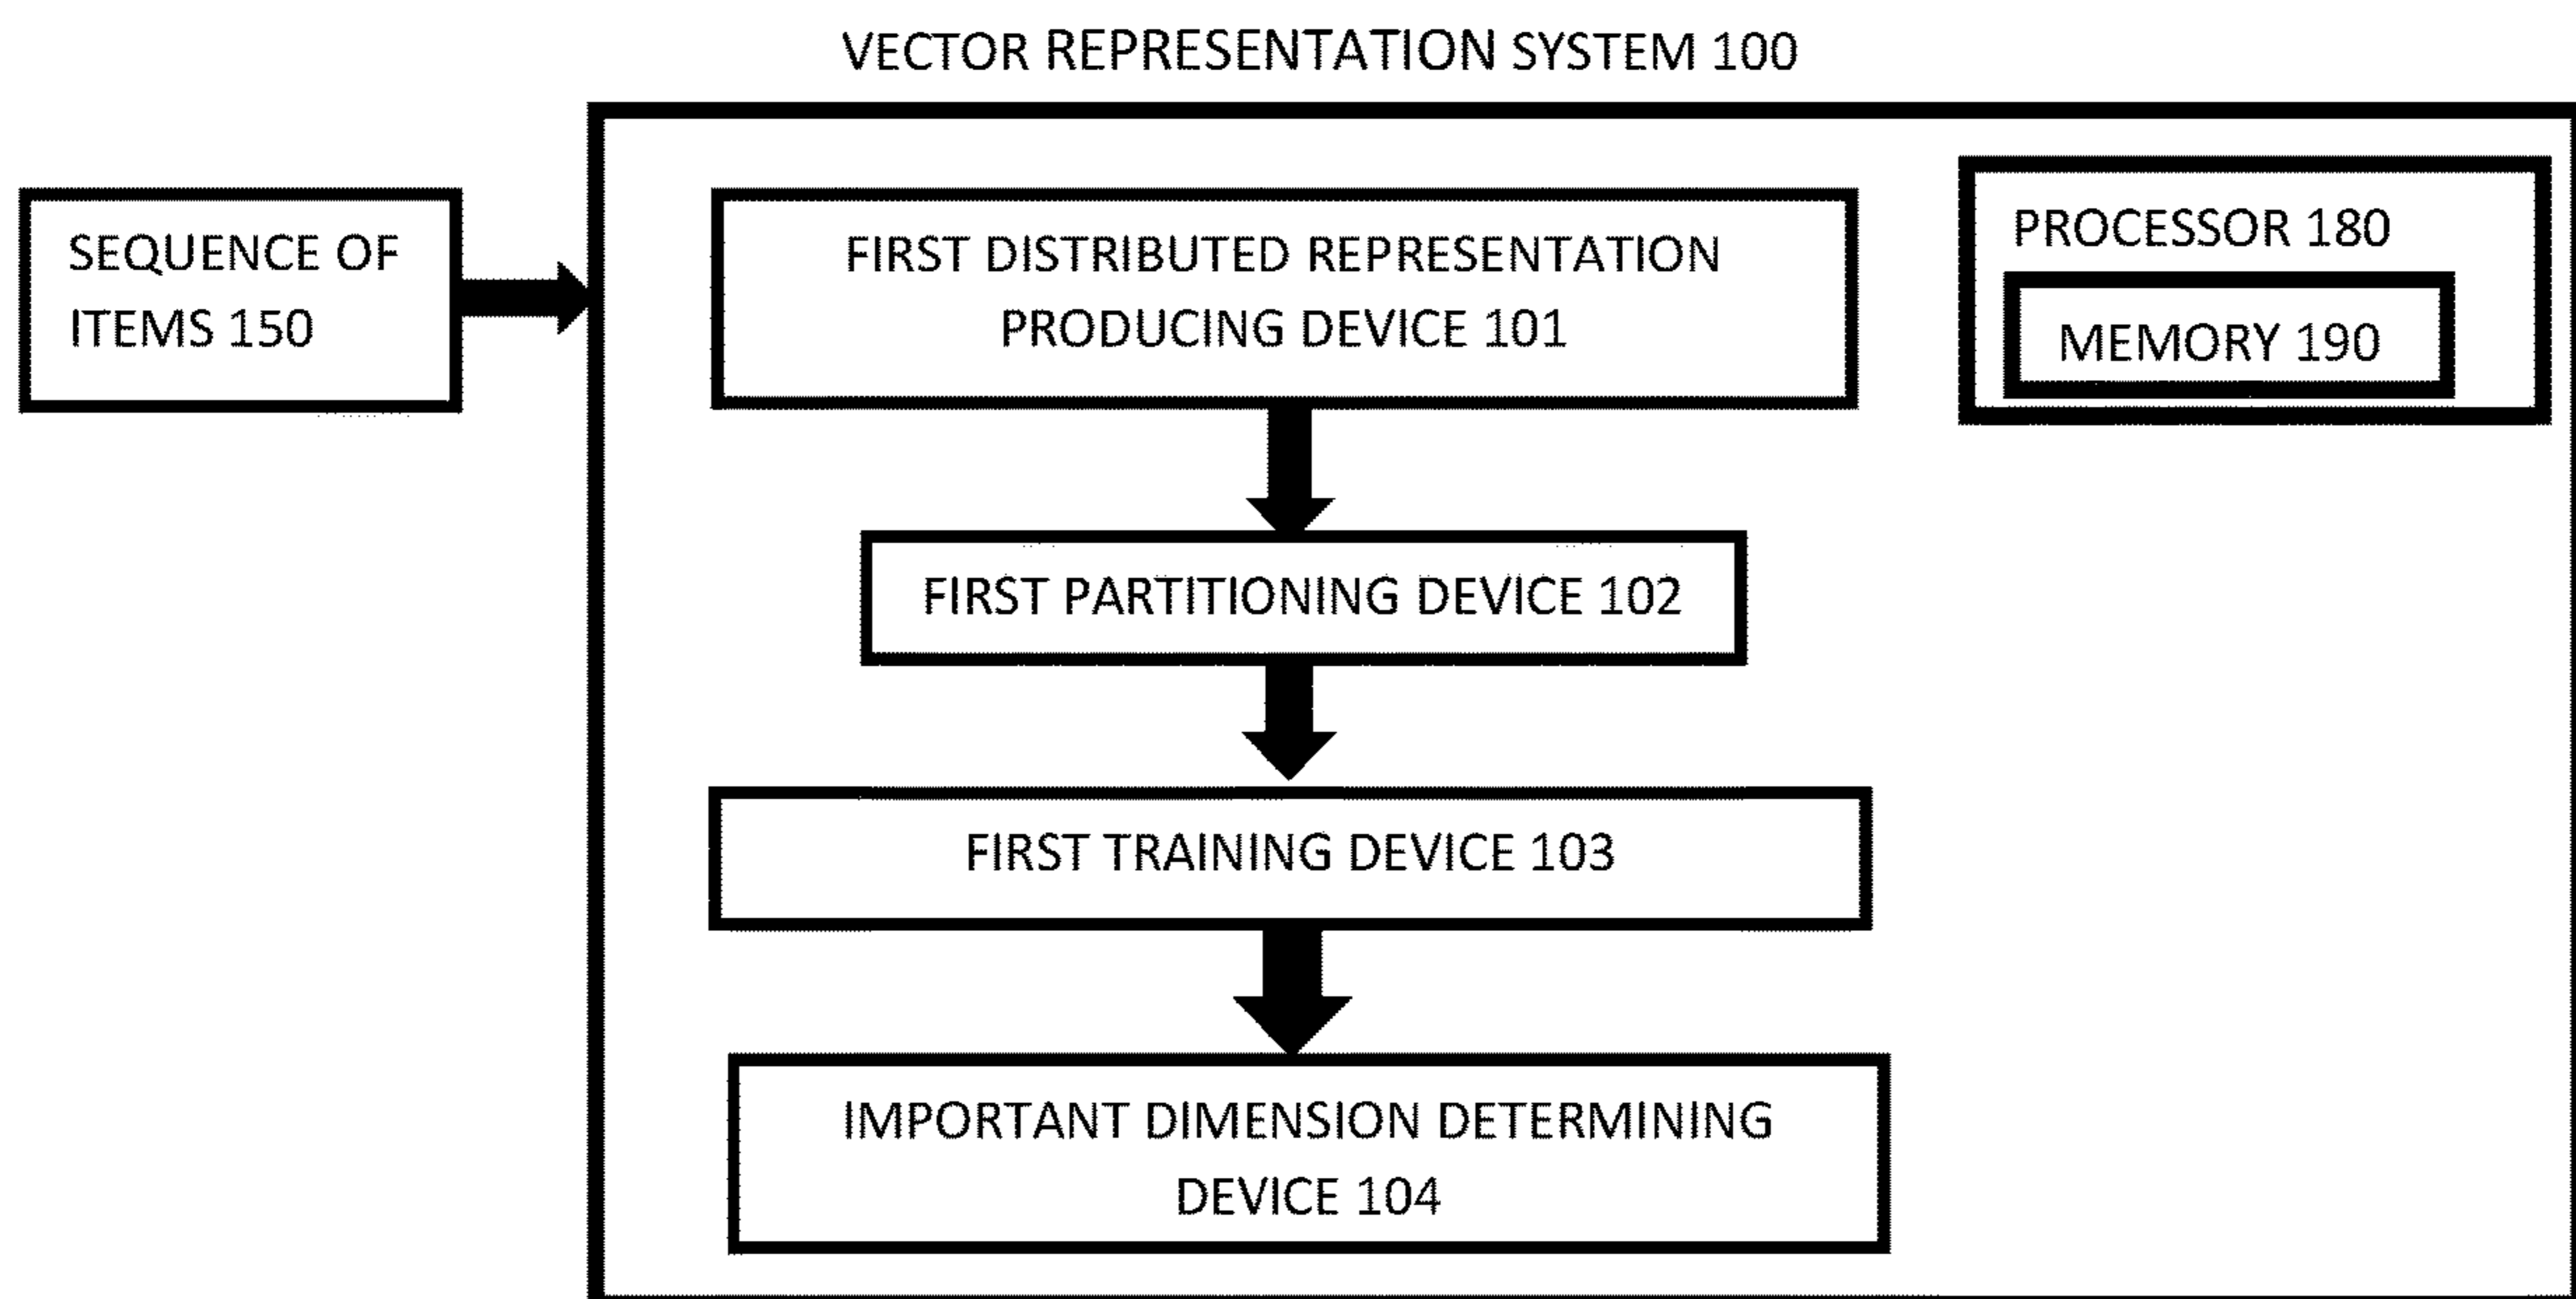 VECTOR REPRESENTATION SYSTEM 100
SEQUENCE OF
ITEMS 150
FIRST DISTRIBUTED REPRESENTATION
PRODUCING DEVICE 101
PROCESSOR 180
MEMORY 190
FIRST PARTITIONING DEVICE 102
FIRST TRAINING DEVICE 103
IMPORTANT DIMENSION DETERMINING
DEVICE 104